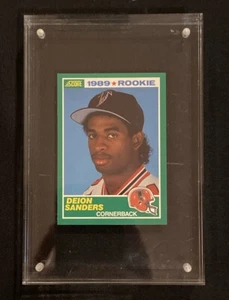 SCORE 1989 ★ ROOKIE
DEION
SANDERS
CORNERBACK